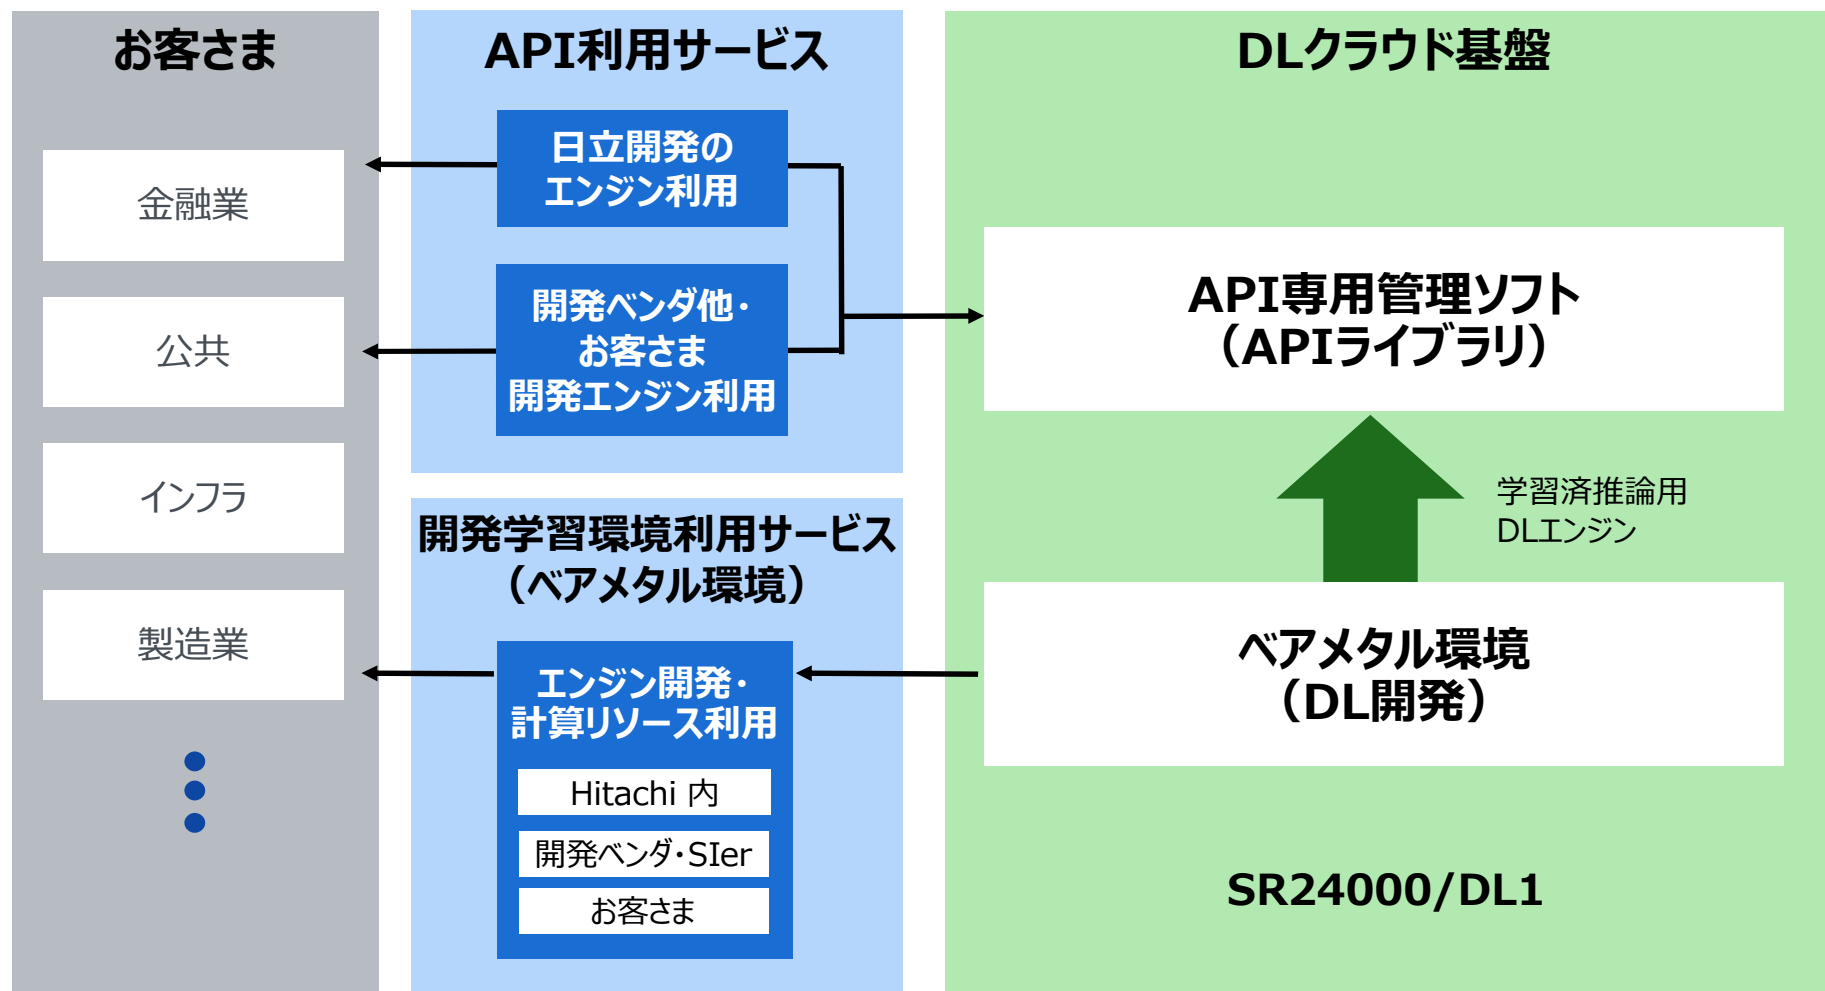 お客さま
金融業
公共
インフラ
製造業
API利用サービス
日立開発の
エンジン利用
開発ベンダ他・
お客さま
開発エンジン利用
開発学習環境利用サービス
（ベアメタル環境）
エンジン開発・
計算リソース利用
Hitachi 内
開発ベンダ・SIer
お客さま
DLクラウド基盤
API専用管理ソフト
（APIライブラリ）
学習済推論用
DLエンジン
ベアメタル環境
（DL開発）
SR24000/DL1